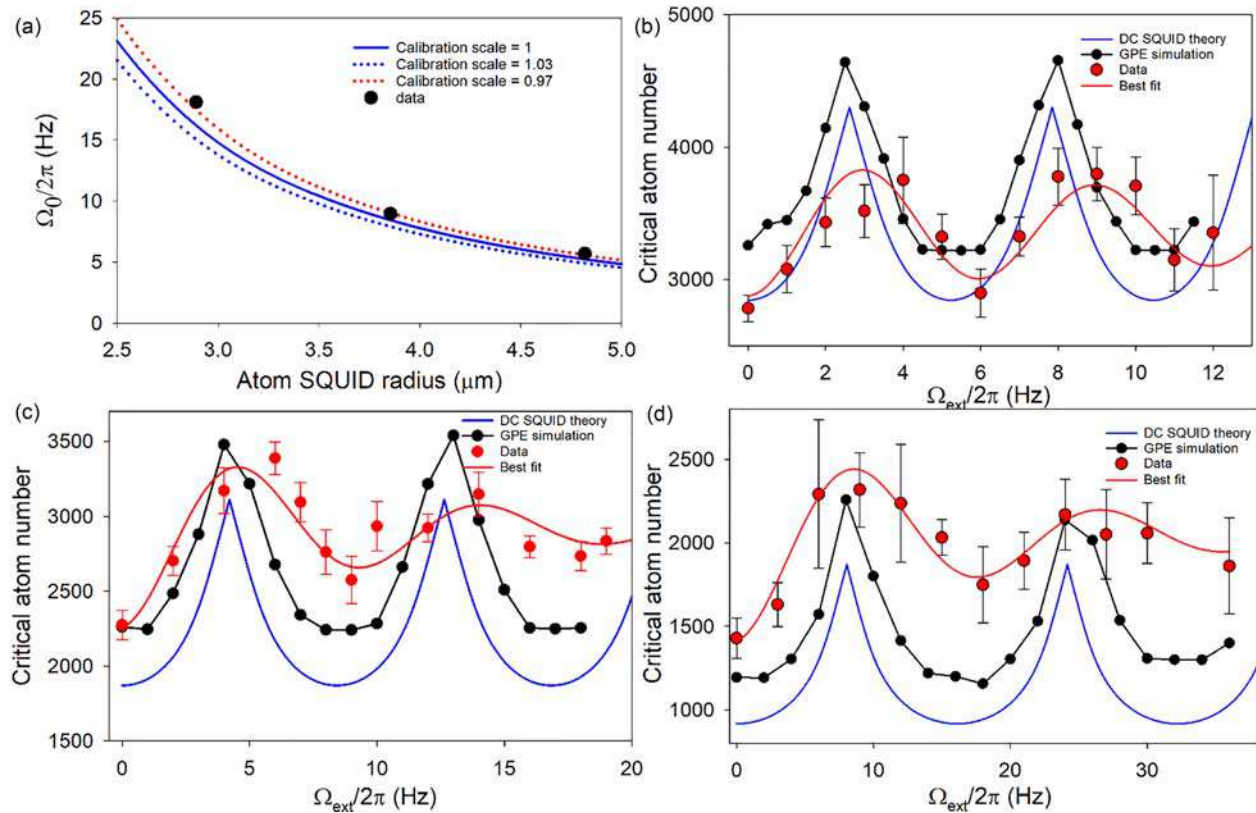 (a)
25
20
15
10
5
0
Ω0/2π (Hz)
Calibration scale = 1
Calibration scale = 1.03
Calibration scale = 0.97
data
2.5 3.0 3.5 4.0 4.5 5.0
Atom SQUID radius (μm)
(b)
5000
4000
3000
Critical atom number
DC SQUID theory
GPE simulation
Data
Best fit
0 2 4 6 8 10 12
Ωext/2π (Hz)
(c)
3500
3000
2500
2000
1500
Critical atom number
DC SQUID theory
GPE simulation
Data
Best fit
0 5 10 15 20
Ωext/2π (Hz)
(d)
2500
2000
1500
1000
Critical atom number
DC SQUID theory
GPE simulation
Data
Best fit
0 10 20 30
Ωext/2π (Hz)